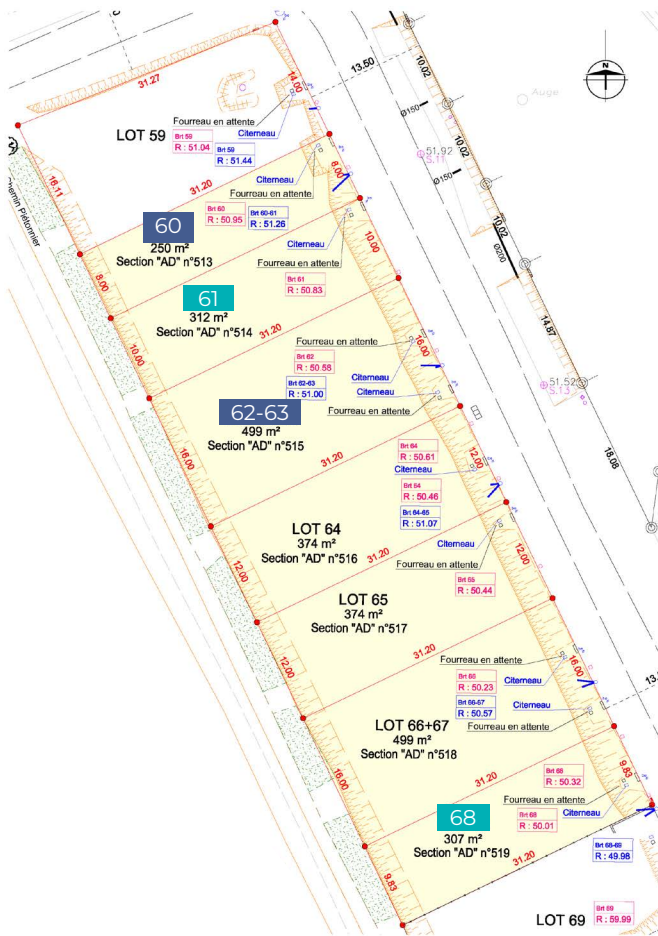 31.27
14.00
13.50
10.02
N
Auge
Fourreau en attente
Ø150
LOT 59
Brt 59
R : 51.04
Citerneau
Brt 59
R : 51.44
10.02
51.92
S.11
16.11
Chemin Piétonnier
Citerneau
Fourreau en attente
8.00
Ø150
31.20
Brt 60
R : 50.95
Brt 60-61
R : 51.26
60
250 m²
Section "AD" n°513
Citerneau
10.02
Ø200
8.00
Fourreau en attente
10.00
61
312 m²
Section "AD" n°514
Brt 61
R : 50.83
31.20
14.87
10.00
Fourreau en attente
16.00
Brt 62
R : 50.58
Citerneau
Brt 62-63
R : 51.00
Citerneau
51.52
S.13
62-63
499 m²
Section "AD" n°515
Fourreau en attente
31.20
Brt 64
R : 50.61
12.00
18.08
Citerneau
16.00
Brt 64
R : 50.46
Brt 64-65
R : 51.07
LOT 64
374 m²
Section "AD" n°516
Citerneau
31.20
Fourreau en attente
12.00
12.00
Brt 65
R : 50.44
LOT 65
374 m²
Section "AD" n°517
31.20
Fourreau en attente
12.00
Brt 66
R : 50.23
Citerneau
16.00
Brt 66-67
R : 50.57
Citerneau
LOT 66+67
499 m²
Section "AD" n°518
Fourreau en attente
16.00
31.20
Brt 68
R : 50.32
9.83
Fourreau en attente
68
307 m²
Section "AD" n°519
Brt 68
R : 50.01
Citerneau
31.20
Brt 68-69
R : 49.98
9.83
LOT 69
Brt 69
R : 59.99